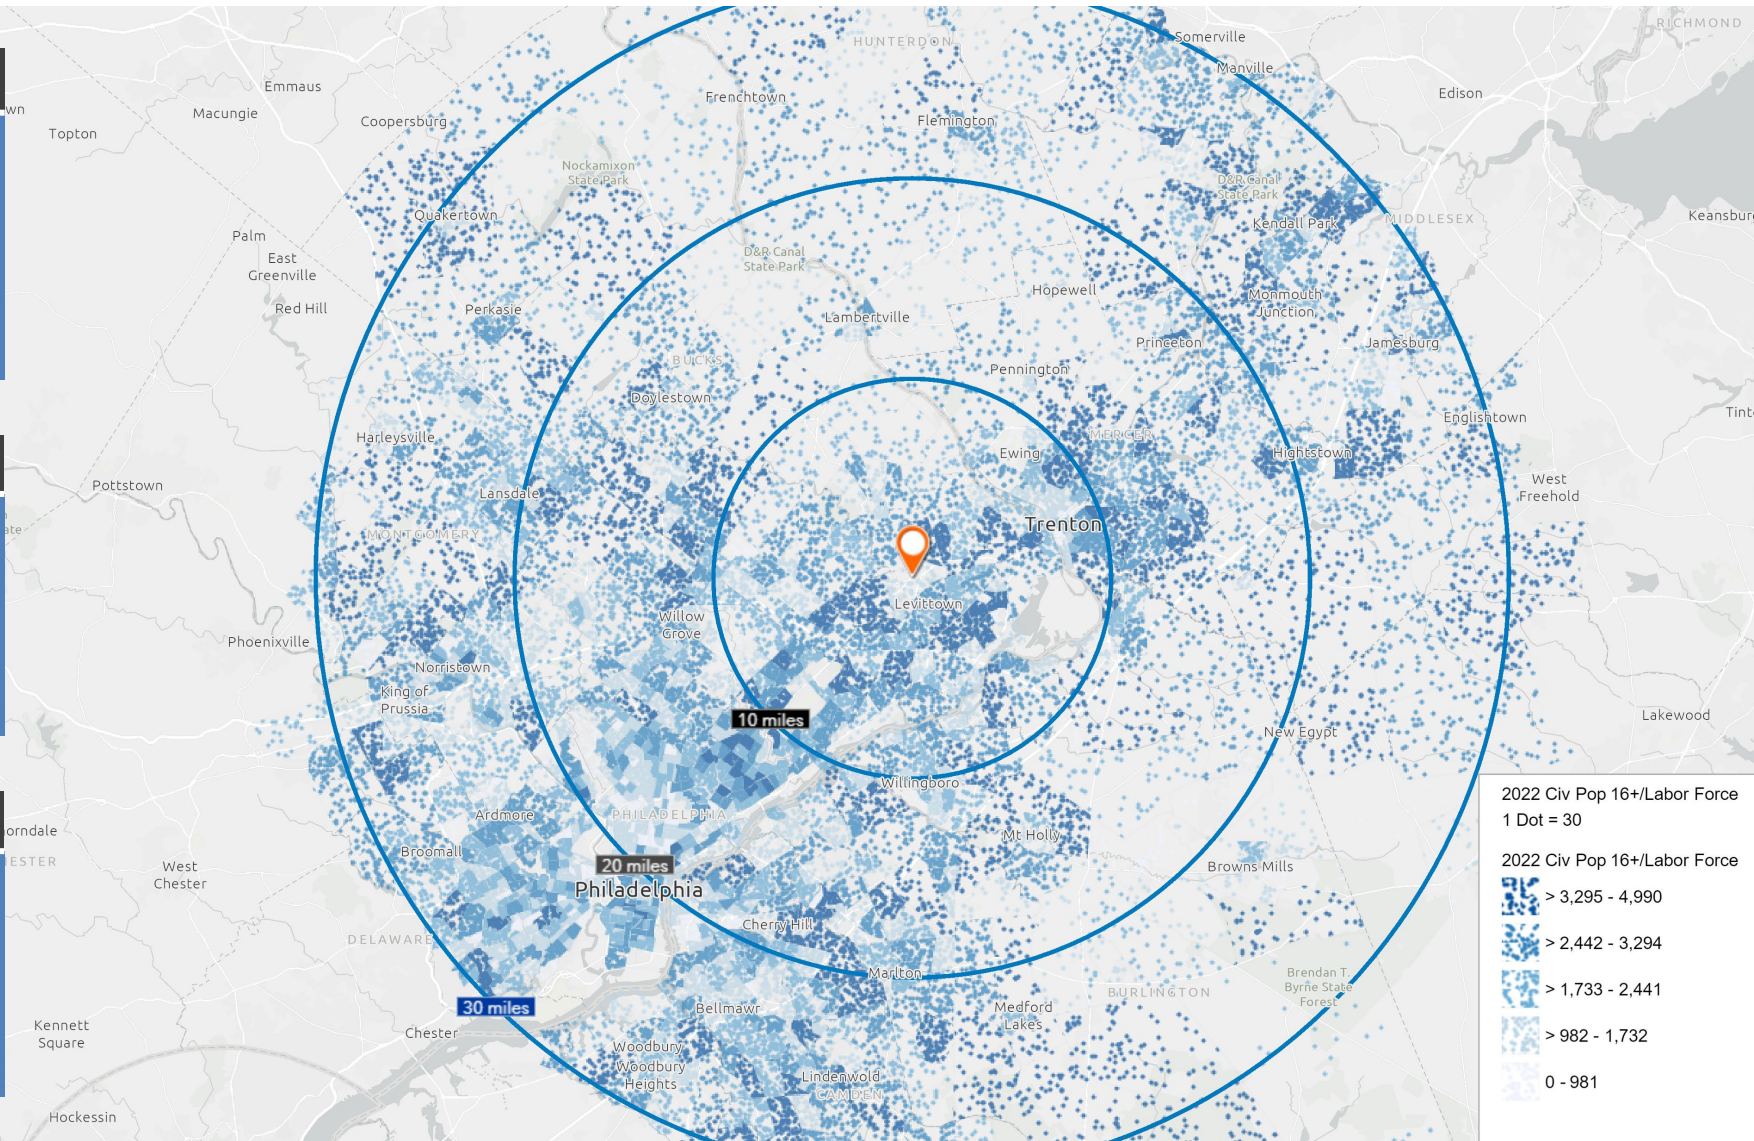 RICHMOND
Somerville
HUNTERDON
Manville
Emmaus
Edison
Frenchtown
wn
Macungie
Coopersburg
Flemington
Topton
Nockamixon
State Park
D&R Canal
State Park
Quakertown
Kendall Park
MIDDLESEX
Keansbur
Palm
East
Greenville
D&R Canal
State Park
Hopewell
Monmouth
Junction
Red Hill
Perkasie
Lambertville
Princeton
Jamesburg
BUCKS
Pennington
Doylestown
Englishtown
Tint
Harleysville
MERCER
Ewing
Hightstown
Pottstown
Lansdale
West
Freehold
ate
MONTGOMERY
Trenton
Levittown
Willow
Grove
Phoenixville
Norristown
King of
Prussia
10 miles
Lakewood
New Egypt
Willingboro
Ardmore
PHILADELPHIA
orndale
Mt Holly
Broomall
ESTER
West
Chester
20 miles
Browns Mills
Philadelphia
Cherry Hill
DELAWARE
Marlton
Brendan T.
Byrne State
Forest
BURLINGTON
30 miles
Bellmawr
Medford
Lakes
Kennett
Square
Chester
Woodbury
Woodbury
Heights
Lindenwold
CAMDEN
Hockessin
2022 Civ Pop 16+/Labor Force
1 Dot = 30
2022 Civ Pop 16+/Labor Force
> 3,295 - 4,990
> 2,442 - 3,294
> 1,733 - 2,441
> 982 - 1,732
0 - 981